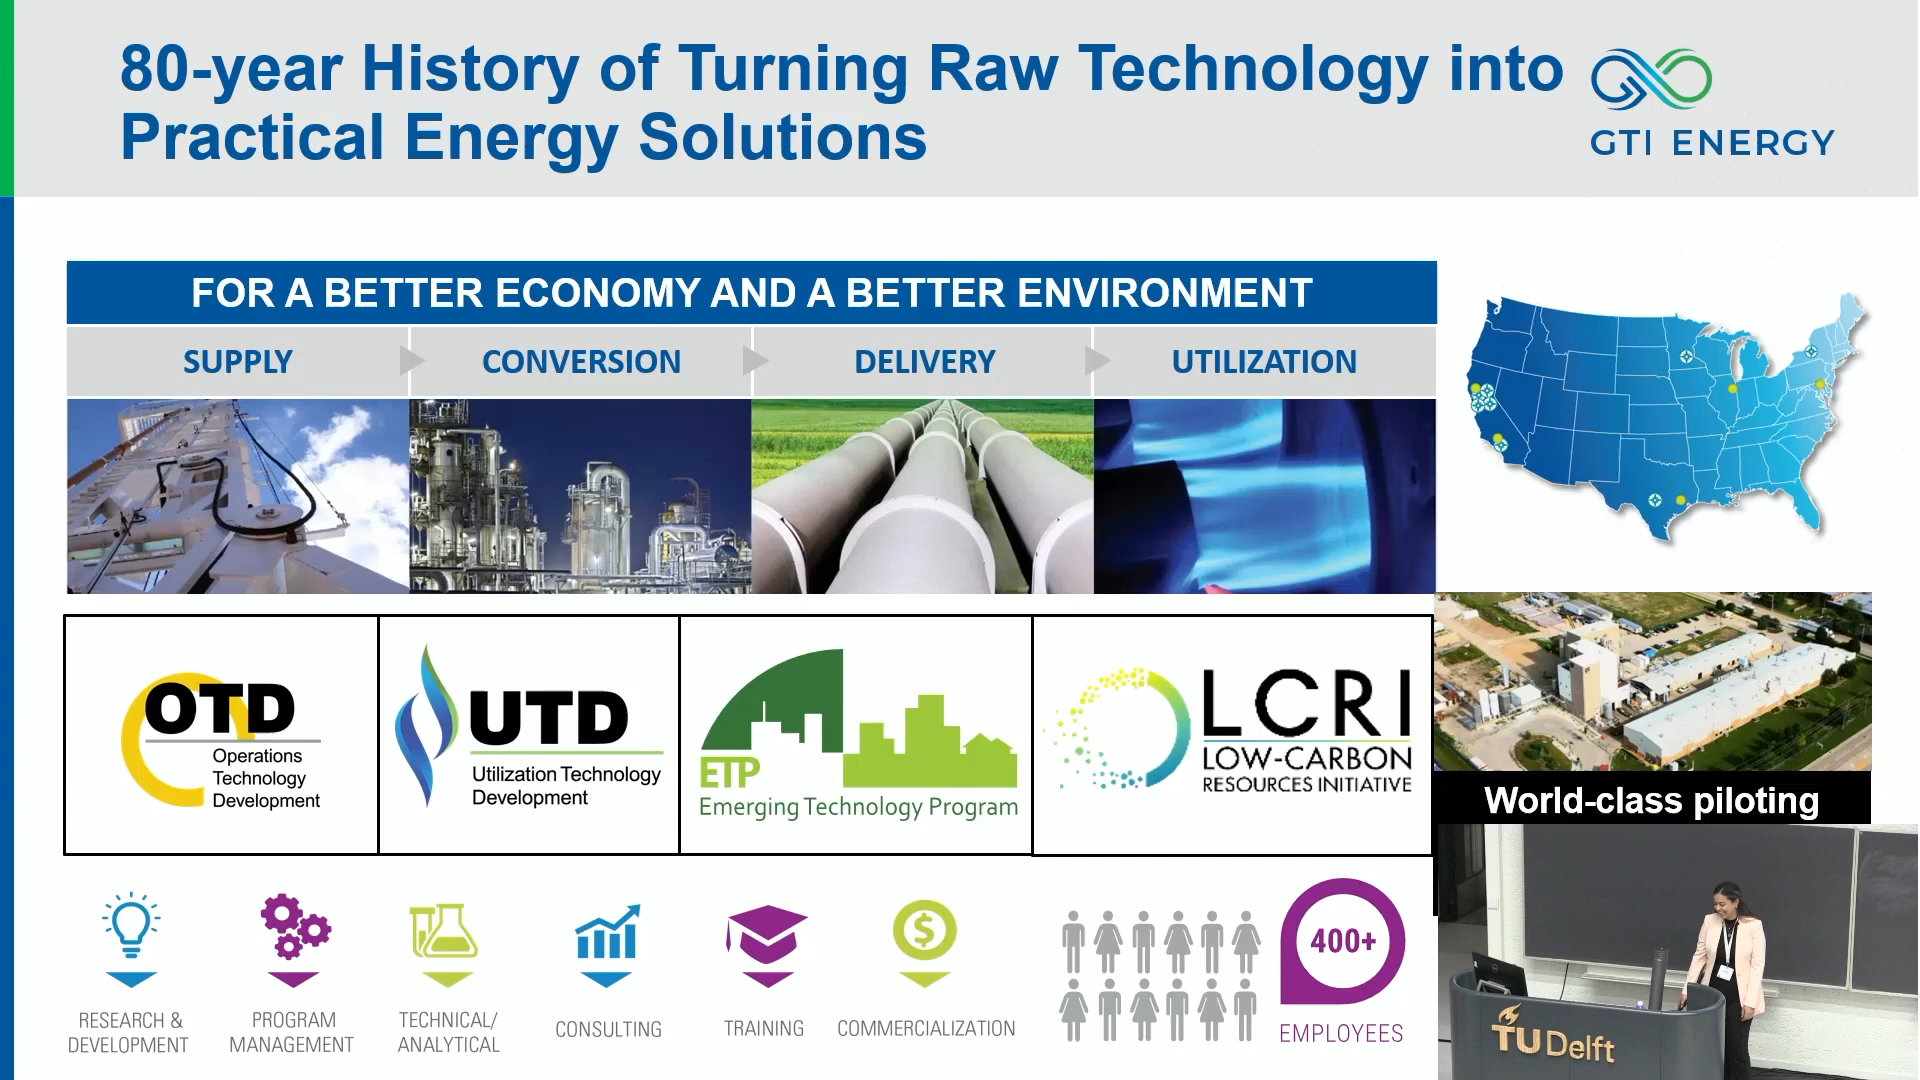 80-year History of Turning Raw Technology into
Practical Energy Solutions
GTI ENERGY
FOR A BETTER ECONOMY AND A BETTER ENVIRONMENT
SUPPLY
CONVERSION
DELIVERY
UTILIZATION
OTD
Operations
Technology
Development
UTD
Utilization Technology
Development
ETP
Emerging Technology Program
LCRI
LOW-CARBON
RESOURCES INITIATIVE
World-class piloting
RESEARCH &
DEVELOPMENT
PROGRAM
MANAGEMENT
TECHNICAL/
ANALYTICAL
CONSULTING
TRAINING
COMMERCIALIZATION
400+
EMPLOYEES
TU Delft